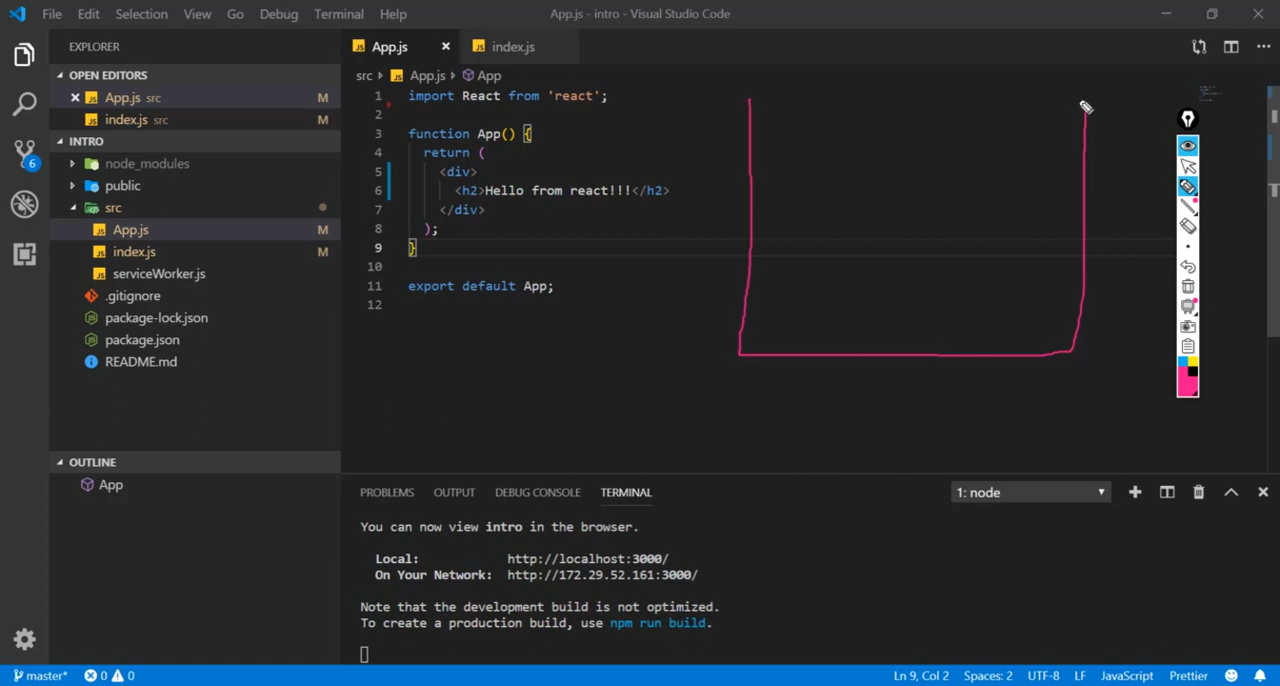 File Edit Selection View Go Debug Terminal Help App.js - intro - Visual Studio Code
EXPLORER
OPEN EDITORS
App.js src M
index.js src M
INTRO
node_modules
public
src
App.js M
index.js M
serviceWorker.js
.gitignore
package-lock.json
package.json
README.md
OUTLINE
App
6
App.js index.js
src App.js App
1 import React from 'react';
2
3 function App() {
4 return (
5 <div>
6 <h2>Hello from react!!!</h2>
7 </div>
8 );
9 }
10
11 export default App;
12
PROBLEMS OUTPUT DEBUG CONSOLE TERMINAL 1: node
You can now view intro in the browser.
Local: http://localhost:3000/
On Your Network: http://172.29.52.161:3000/
Note that the development build is not optimized.
To create a production build, use npm run build.
master* 0 0 Ln 9, Col 2 Spaces: 2 UTF-8 LF JavaScript Prettier